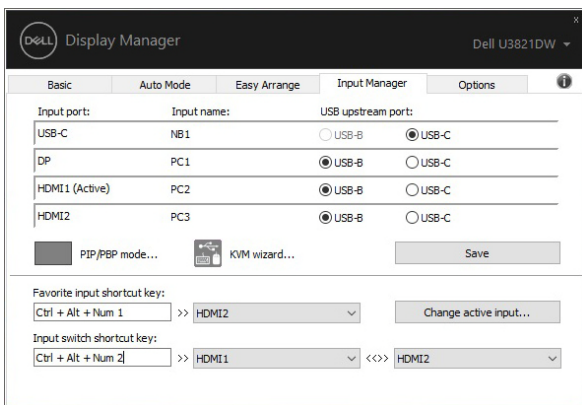 x
DELL Display Manager Dell U3821DW
Basic Auto Mode Easy Arrange Input Manager Options i
Input port: Input name: USB upstream port:
USB-C NB1 USB-B USB-C
DP PC1 USB-B USB-C
HDMI1 (Active) PC2 USB-B USB-C
HDMI2 PC3 USB-B USB-C
PIP/PBP mode... KVM wizard... Save
Favorite input shortcut key:
Ctrl + Alt + Num 1 >> HDMI2 Change active input...
Input switch shortcut key:
Ctrl + Alt + Num 2 >> HDMI1 <<>> HDMI2